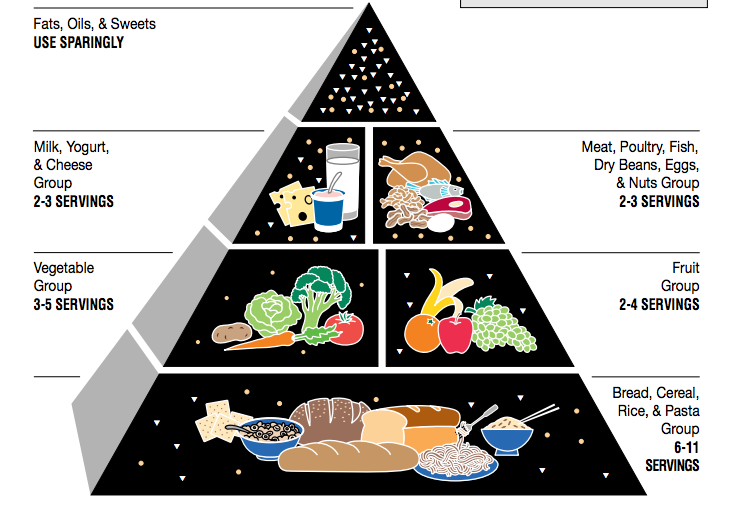 Fats, Oils, & Sweets
USE SPARINGLY
Milk, Yogurt,
& Cheese
Group
2-3 SERVINGS
Meat, Poultry, Fish,
Dry Beans, Eggs,
& Nuts Group
2-3 SERVINGS
Vegetable
Group
3-5 SERVINGS
Fruit
Group
2-4 SERVINGS
Bread, Cereal,
Rice, & Pasta
Group
6-11
SERVINGS